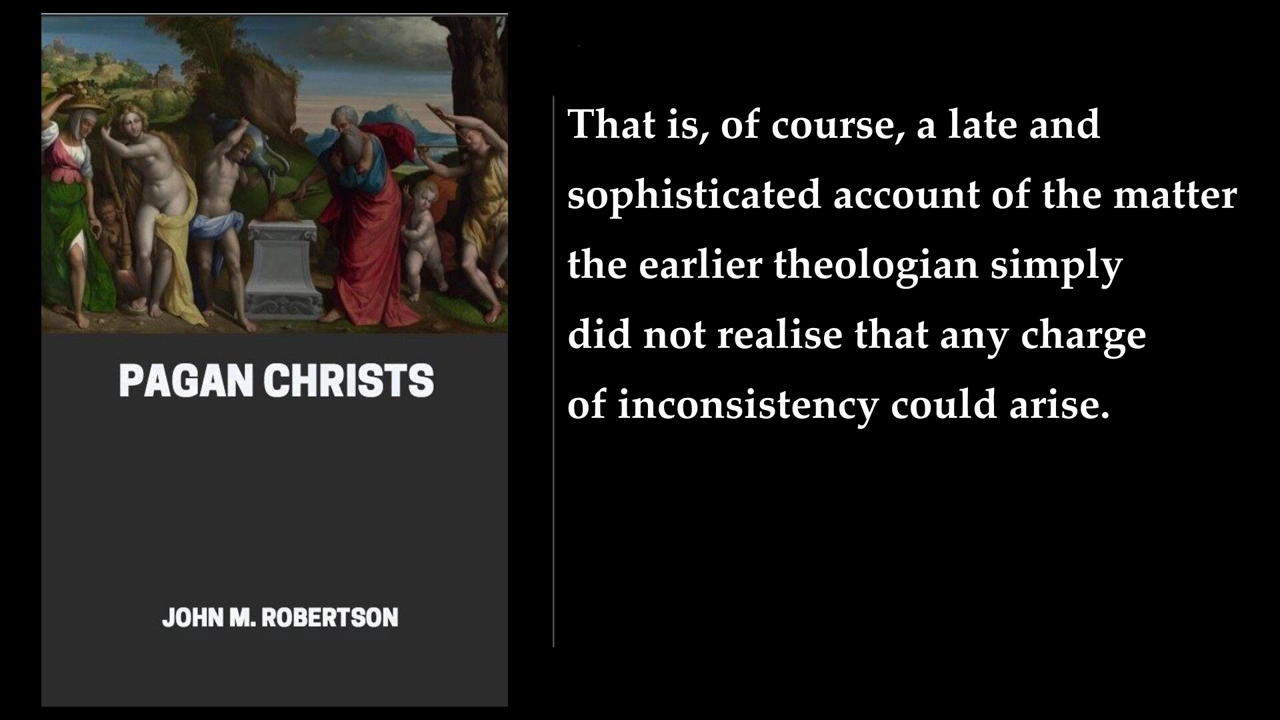 PAGAN CHRISTS
JOHN M. ROBERTSON
That is, of course, a late and
sophisticated account of the matter
the earlier theologian simply
did not realise that any charge
of inconsistency could arise.